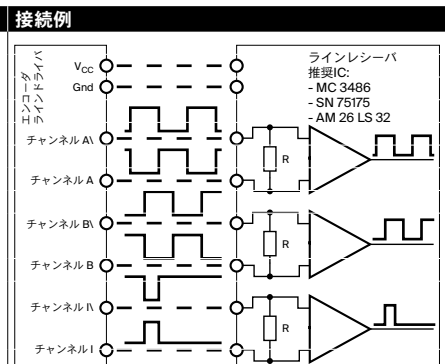 接続例
エンコーダ
ラインドライバ
VCC
Gnd
チャンネル A\
チャンネル A
チャンネル B\
チャンネル B
チャンネル I\
チャンネル I
ラインレシーバ
推奨IC:
- MC 3486
- SN 75175
- AM 26 LS 32
R
R
R